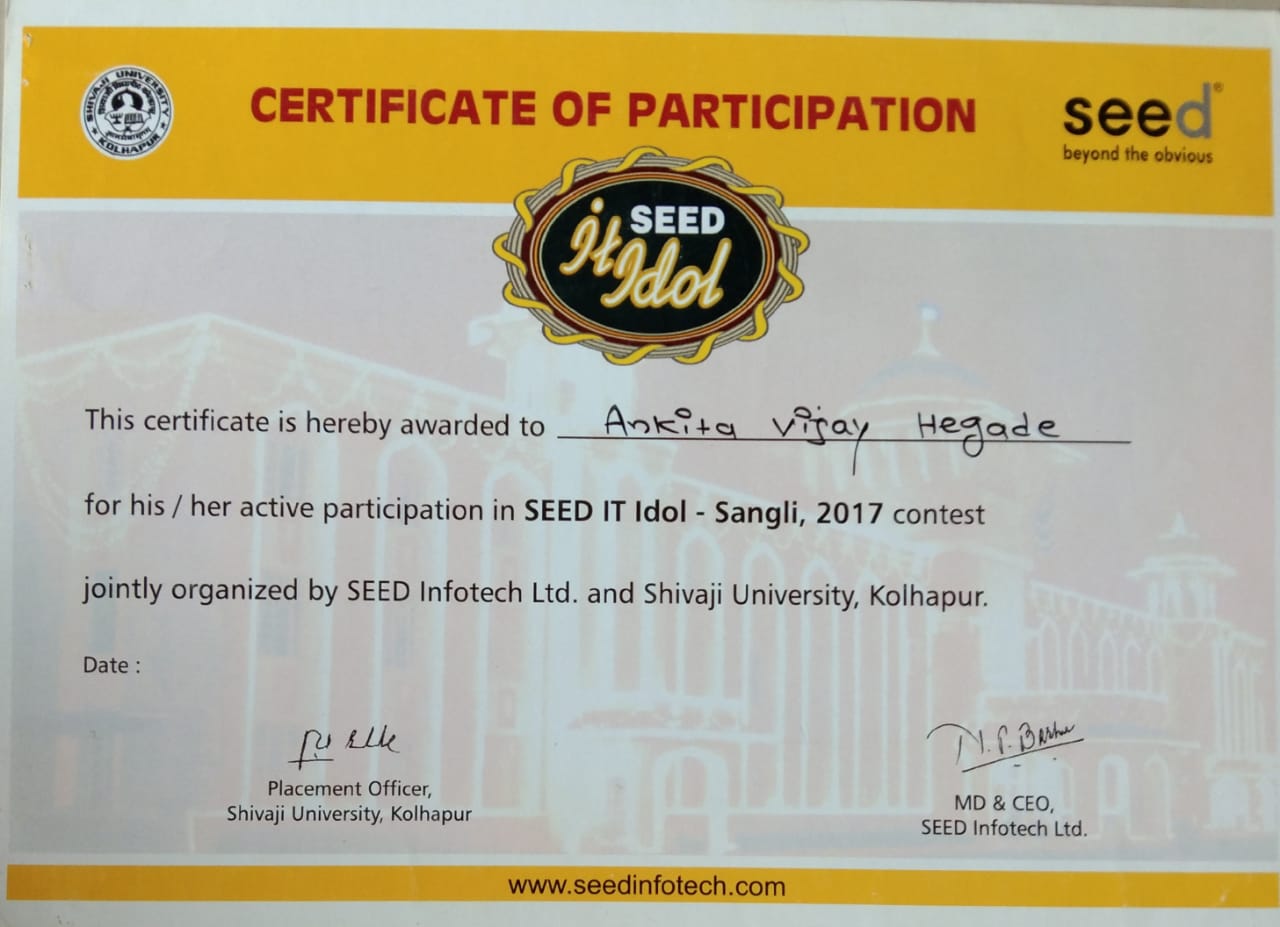 SHIVAJI UNIVERSITY
KOLHAPUR
CERTIFICATE OF PARTICIPATION
seed®
beyond the obvious
SEED
it Idol
This certificate is hereby awarded to Ankita Vijay Hegade
for his / her active participation in SEED IT Idol - Sangli, 2017 contest
jointly organized by SEED Infotech Ltd. and Shivaji University, Kolhapur.
Date :
Placement Officer,
Shivaji University, Kolhapur
MD & CEO,
SEED Infotech Ltd.
www.seedinfotech.com